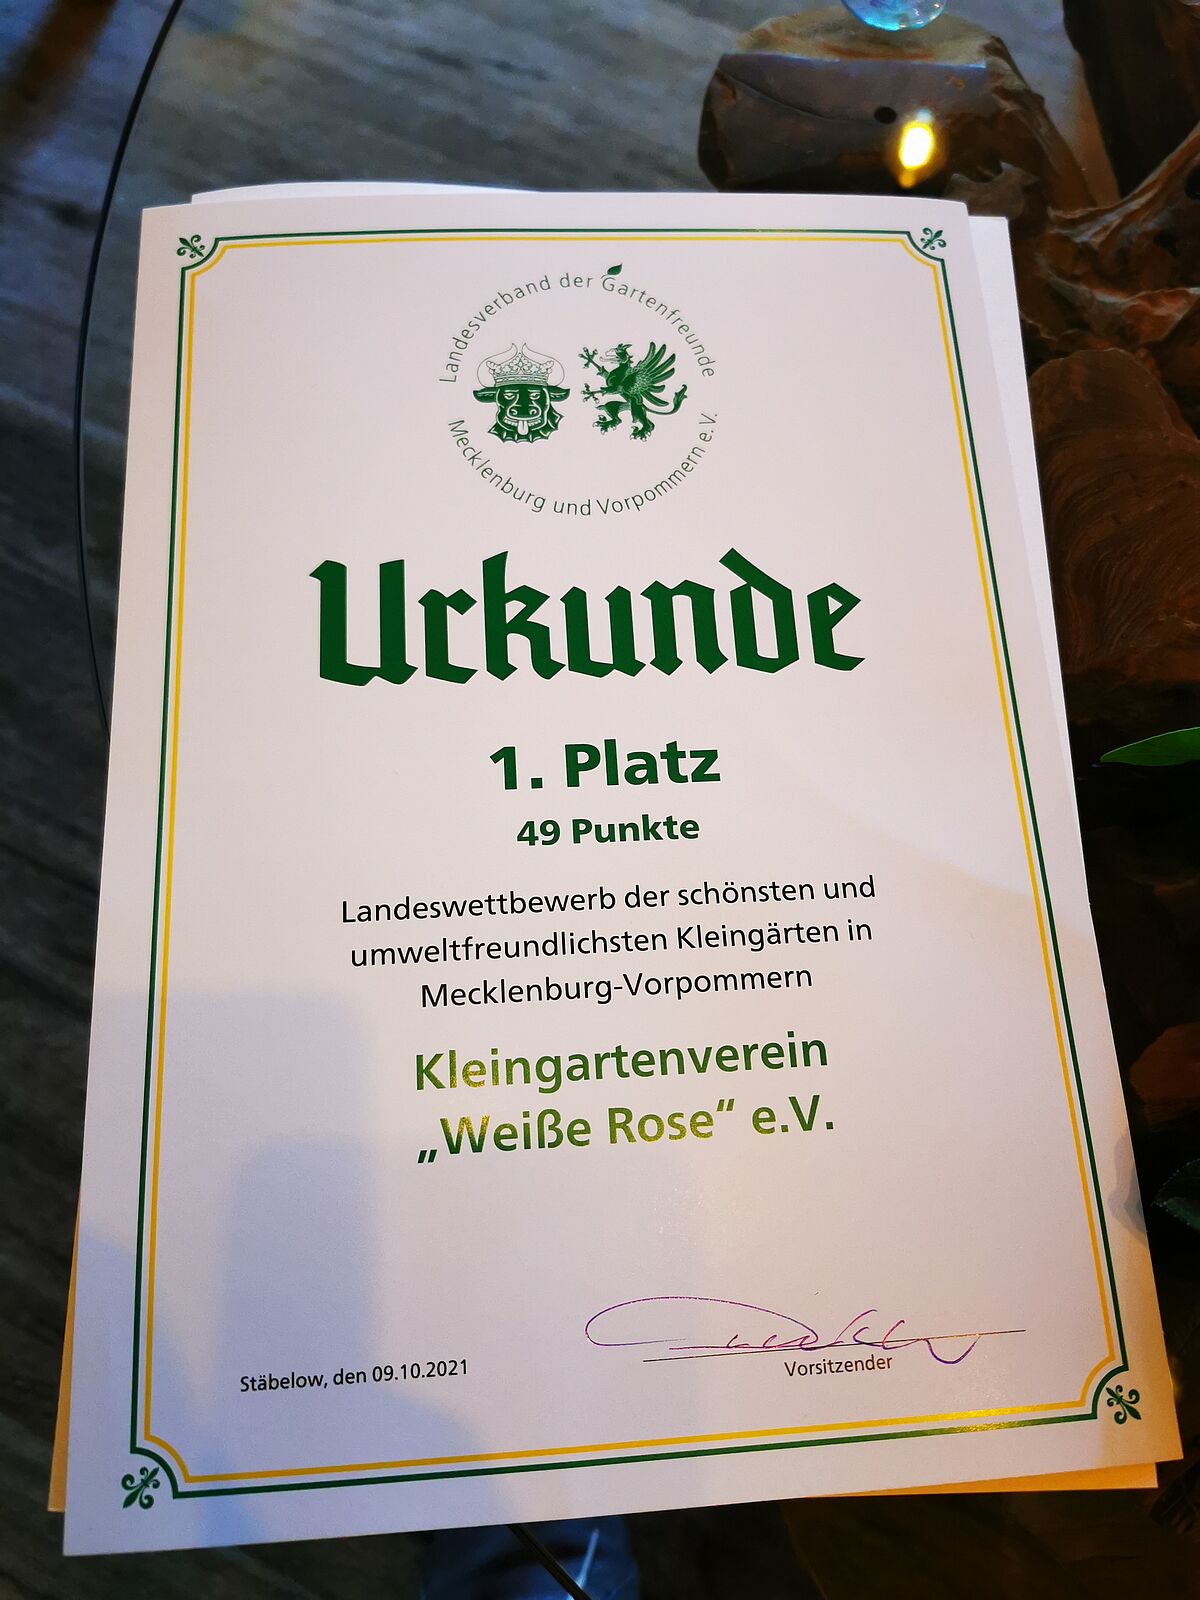 Landesverband der Gartenfreunde
Mecklenburg und Vorpommern e.V.
Urkunde
1. Platz
49 Punkte
Landeswettbewerb der schönsten und
umweltfreundlichsten Kleingärten in
Mecklenburg-Vorpommern
Kleingartenverein
„Weiße Rose“ e.V.
Stäbelow, den 09.10.2021
Vorsitzender